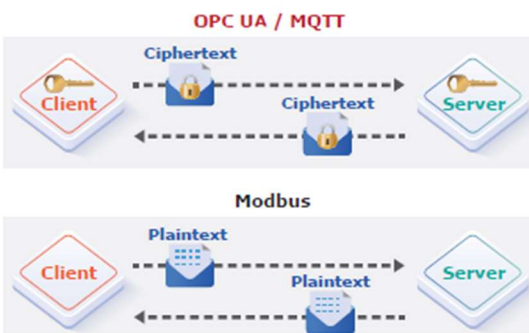 OPC UA / MQTT
Ciphertext
Client
Ciphertext
Server
Modbus
Plaintext
Client
Plaintext
Server